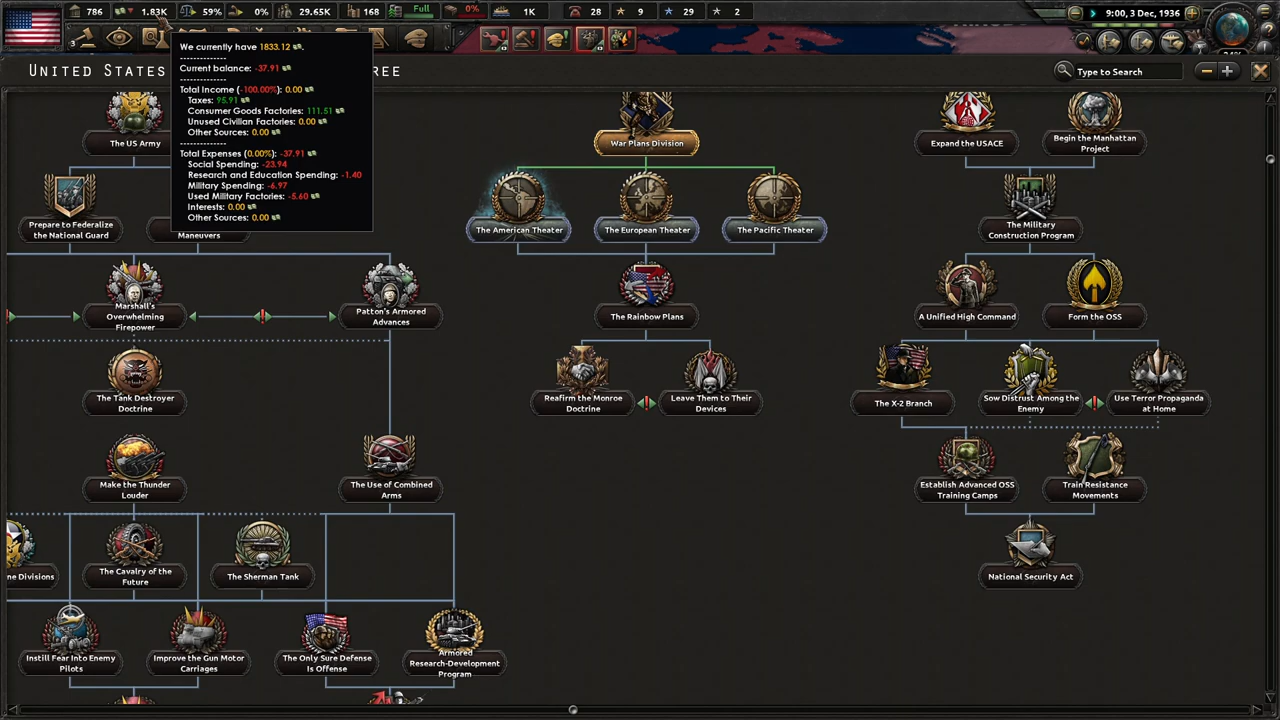 786
1.83K
59%
0%
29.65K
168
Full
0%
1K
28
9
29
2
9:00, 3 Dec, 1936
3
UNITED STATES
REE
Type to Search
We currently have 1833.12.
--------------
Current balance: -37.91
--------------
Total Income (-100.00%): 0.00
Taxes: 95.91
Consumer Goods Factories: 111.51
Unused Civilian Factories: 0.00
Other Sources: 0.00
--------------
Total Expenses (0.00%): -37.91
Social Spending: -23.94
Research and Education Spending: -1.40
Military Spending: -6.97
Used Military Factories: -5.60
Interests: 0.00
Other Sources: 0.00
The US Army
War Plans Division
Expand the USACE
Begin the Manhattan
Project
Prepare to Federalize
the National Guard
Maneuvers
The American Theater
The European Theater
The Pacific Theater
The Military
Construction Program
Marshall's
Overwhelming
Firepower
Patton's Armored
Advances
The Rainbow Plans
A Unified High Command
Form the OSS
The Tank Destroyer
Doctrine
Reafirm the Monroe
Doctrine
Leave Them to Their
Devices
The X-2 Branch
Sow Distrust Among the
Enemy
Use Terror Propaganda
at Home
Make the Thunder
Louder
The Use of Combined
Arms
Establish Advanced OSS
Training Camps
Train Resistance
Movements
ne Divisions
The Cavalry of the
Future
The Sherman Tank
National Security Act
Instill Fear Into Enemy
Pilots
Improve the Gun Motor
Carriages
The Only Sure Defense
Is Offense
Armored
Research-Development
Program